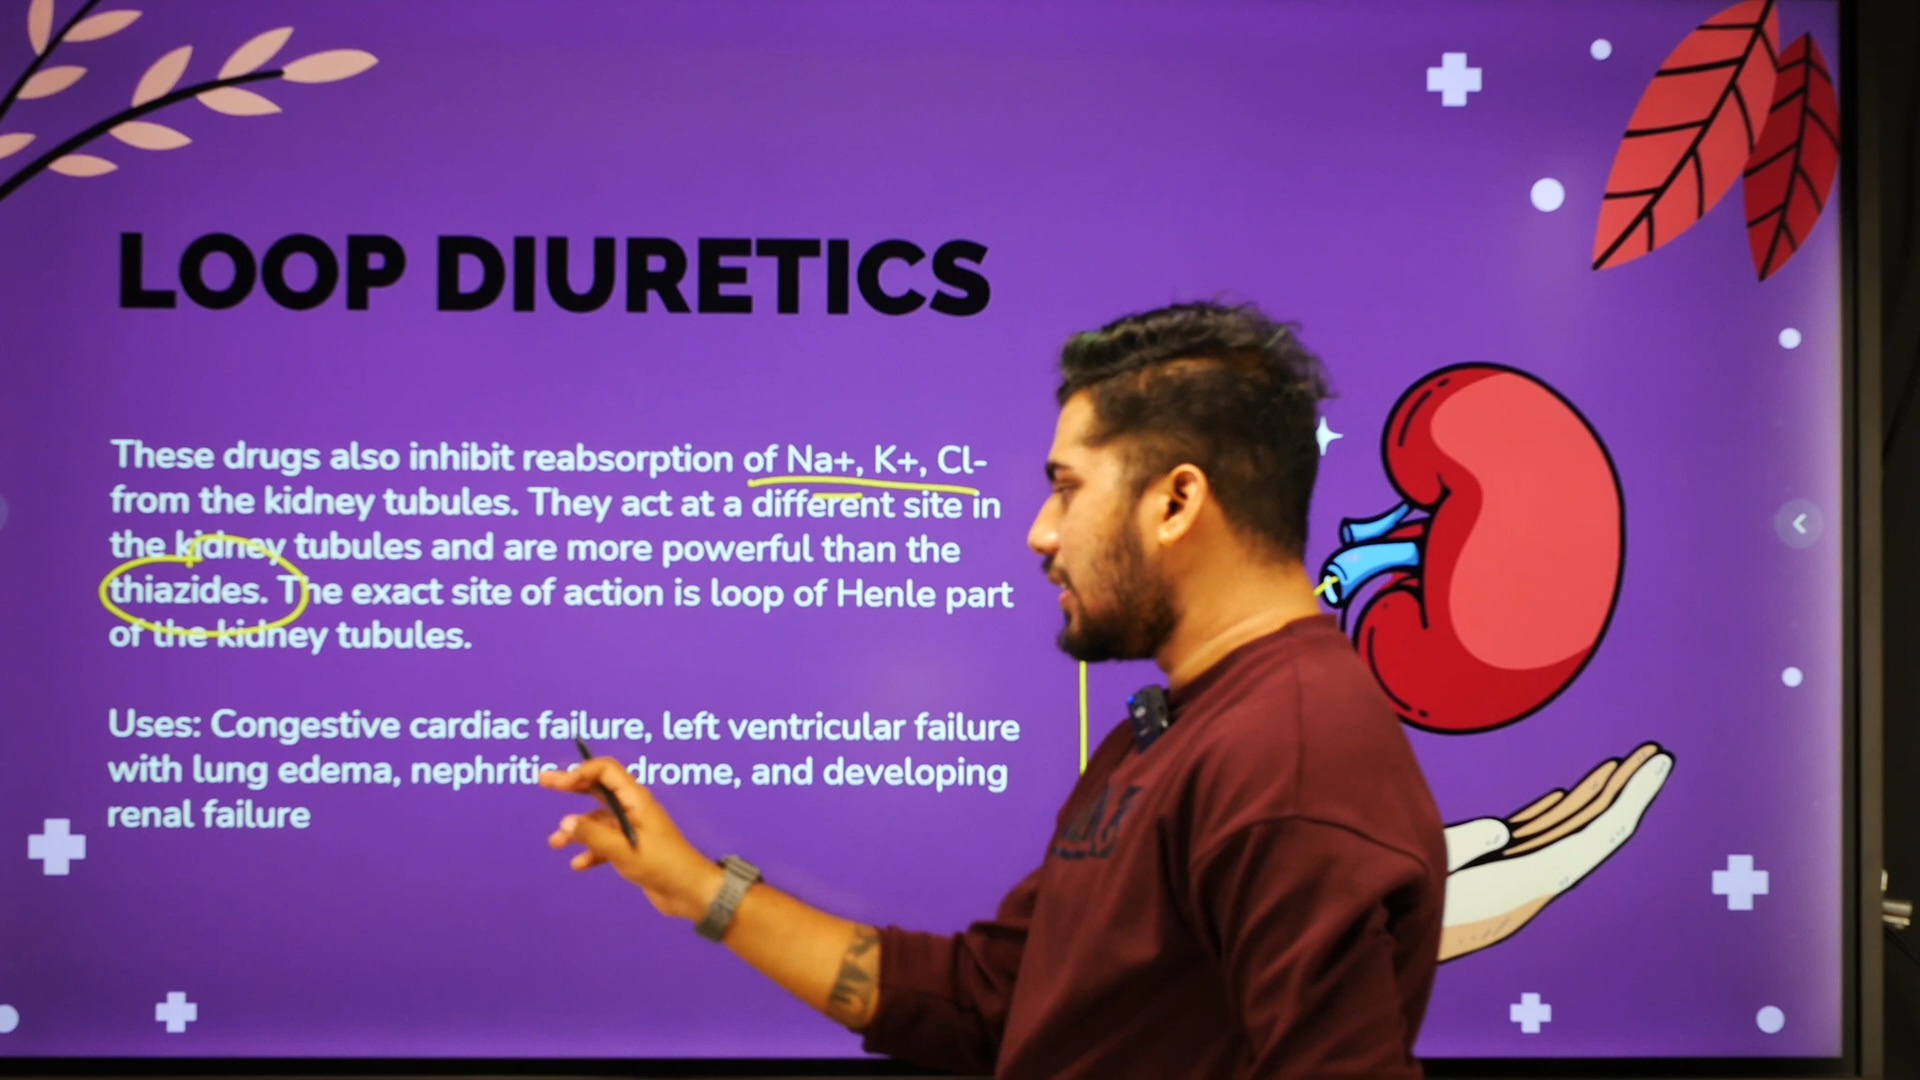 LOOP DIURETICS
These drugs also inhibit reabsorption of Na+, K+, Cl-
from the kidney tubules. They act at a different site in
the kidney tubules and are more powerful than the
thiazides. The exact site of action is loop of Henle part
of the kidney tubules.
Uses: Congestive cardiac failure, left ventricular failure
with lung edema, nephritic drome, and developing
renal failure